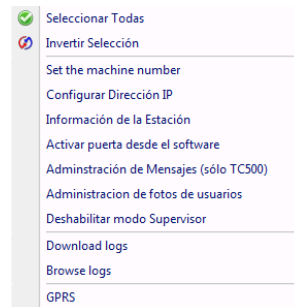 Seleccionar Todas
Invertir Selección
Set the machine number
Configurar Dirección IP
Información de la Estación
Activar puerta desde el software
Adminstración de Mensajes (sólo TC500)
Administracion de fotos de usuarios
Deshabilitar modo Supervisor
Download logs
Browse logs
GPRS